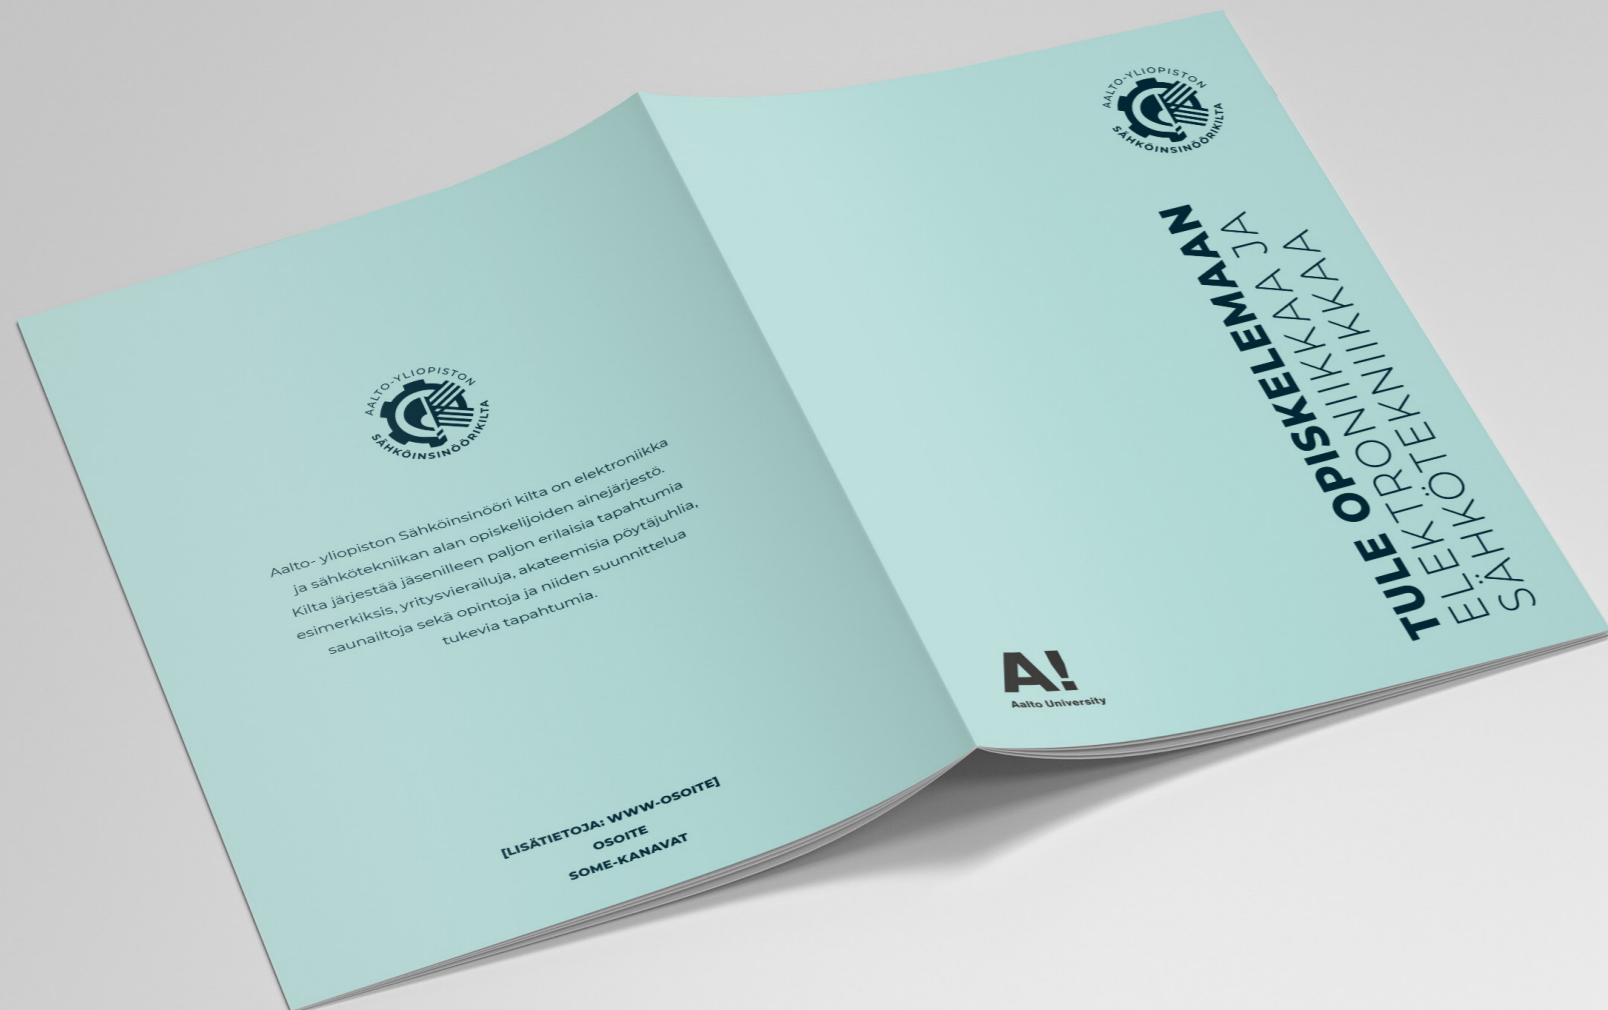 AALTO-YLIOPISTON
SÄHKÖINSINÖÖRIKILTA
Aalto- yliopiston Sähköinsinööri kilta on elektroniikka
ja sähkötekniikan alan opiskelijoiden ainejärjestö.
Kilta järjestää jäsenilleen paljon erilaisia tapahtumia
esimerkiksis, yritysvierailuja, akateemisia pöytäjuhlia,
saunailtoja sekä opintoja ja niiden suunnittelua
tukevia tapahtumia.
[LISÄTIETOJA: WWW-OSOITE]
OSOITE
SOME-KANAVAT
AALTO-YLIOPISTON
SÄHKÖINSINÖÖRIKILTA
TULE OPISKELEMAAN
ELEKTRONIIKKAA JA
SÄHKÖTEKNIIKKAA
A!
Aalto University